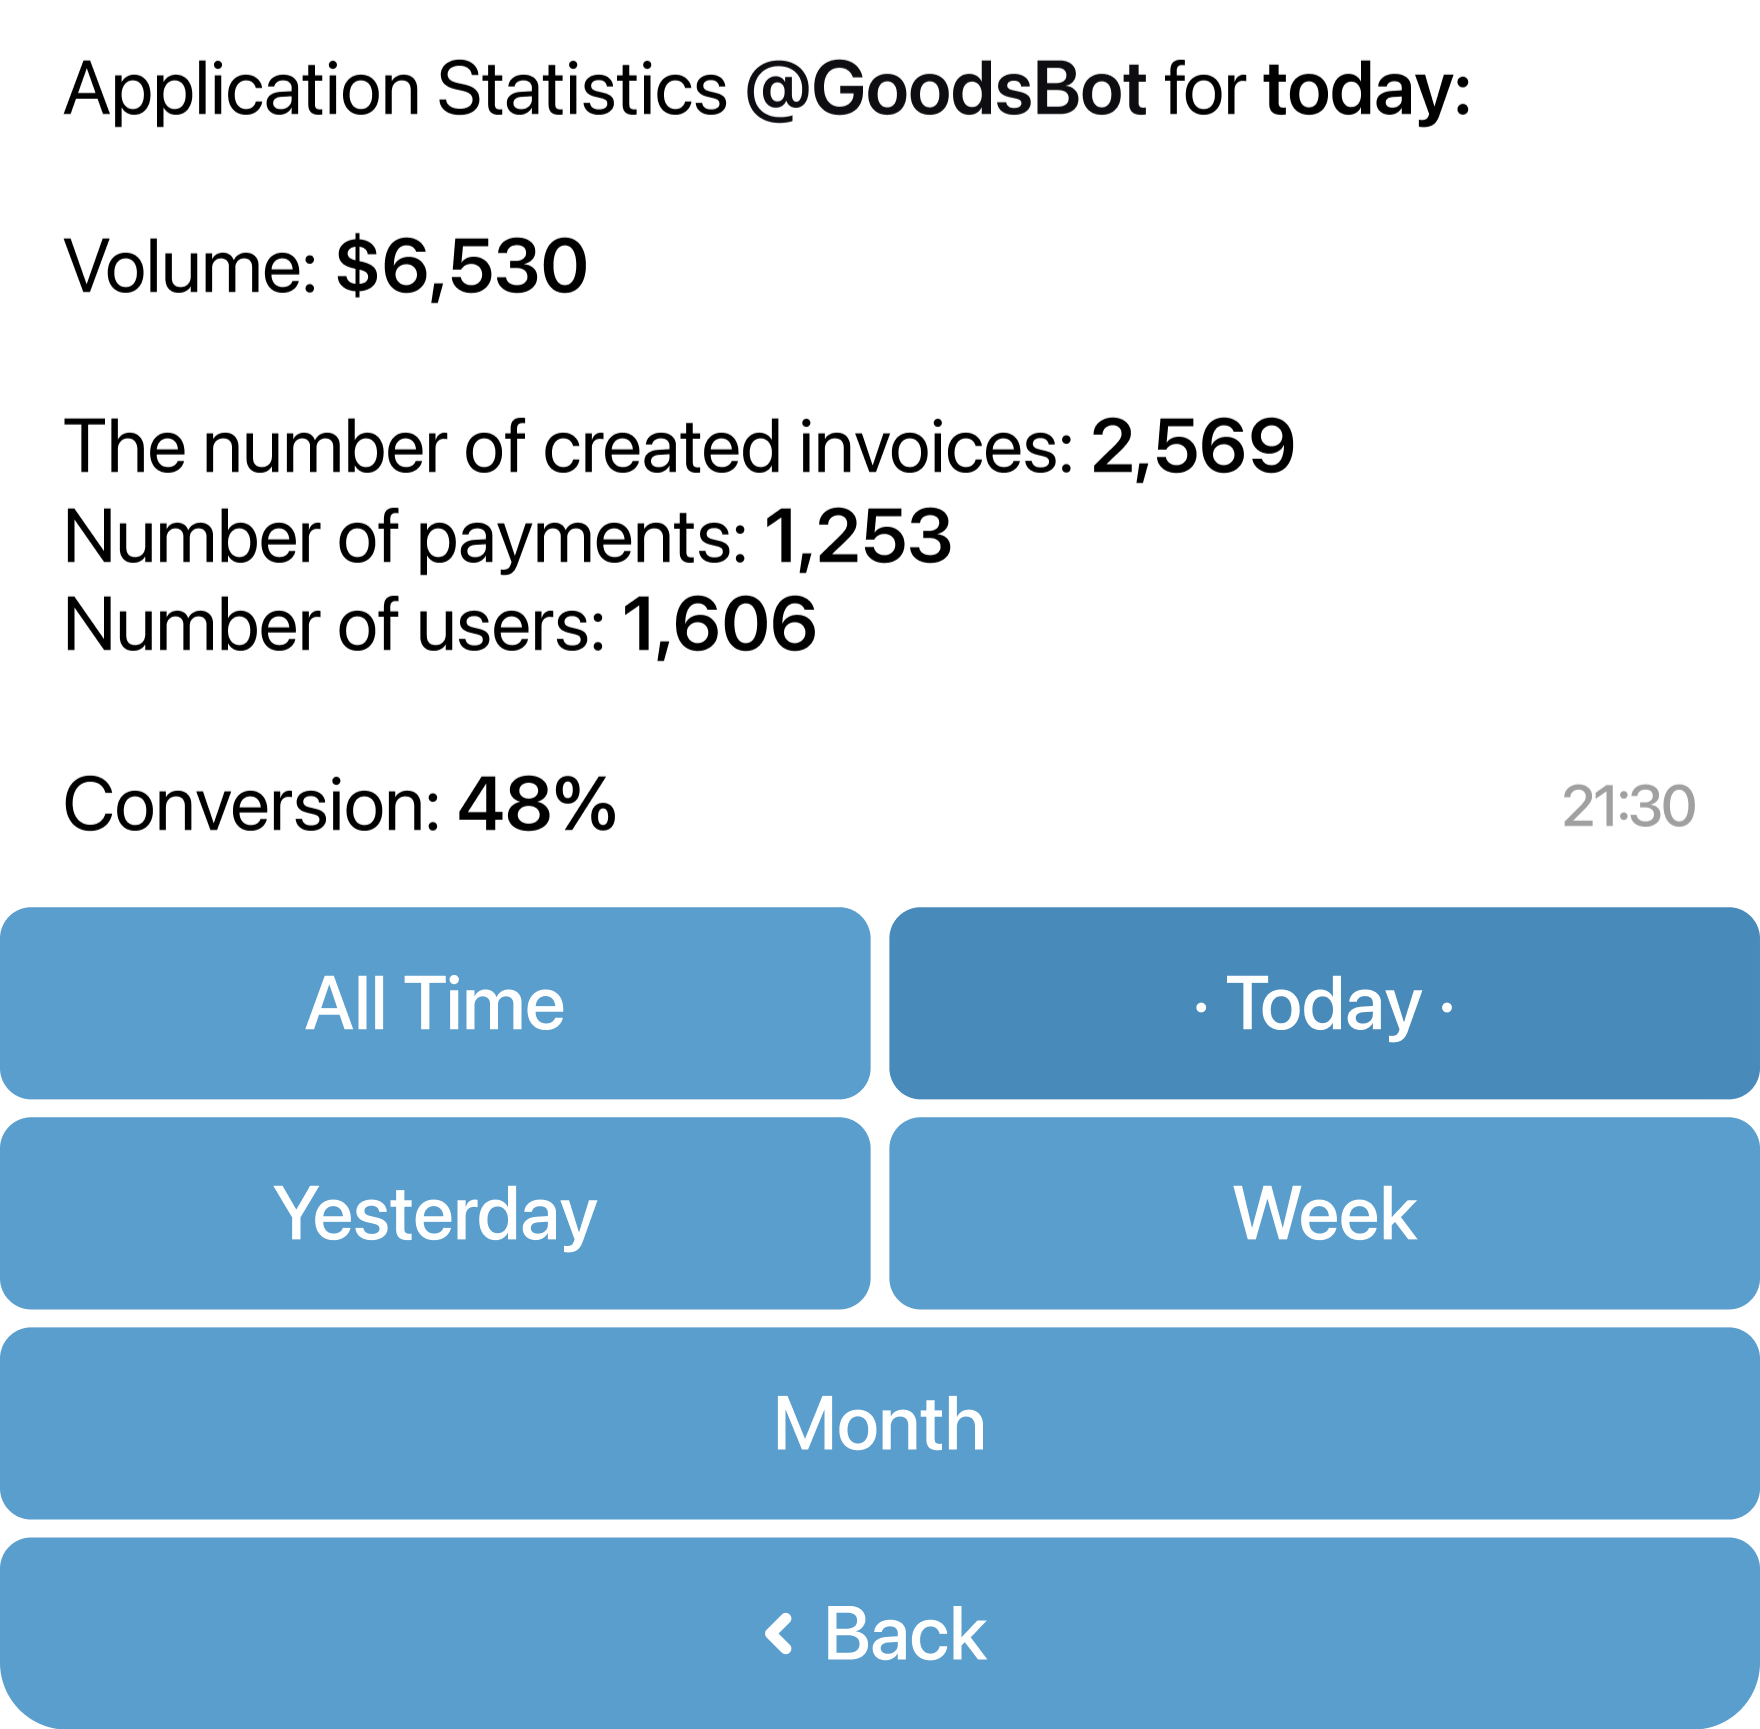 Application Statistics @GoodsBot for today:
Volume: $6,530
The number of created invoices: 2,569
Number of payments: 1,253
Number of users: 1,606
Conversion: 48%
21:30
All Time
· Today ·
Yesterday
Week
Month
‹ Back